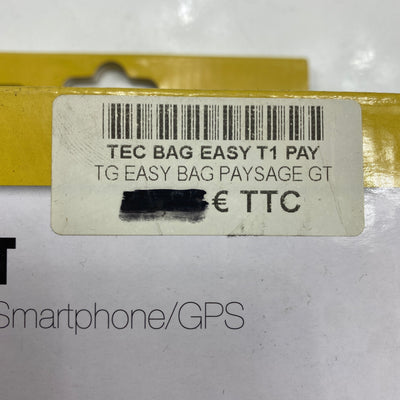 TEC BAG EASY T1 PAY
TG EASY BAG PAYSAGE GT
€ TTC
T
Smartphone/GPS